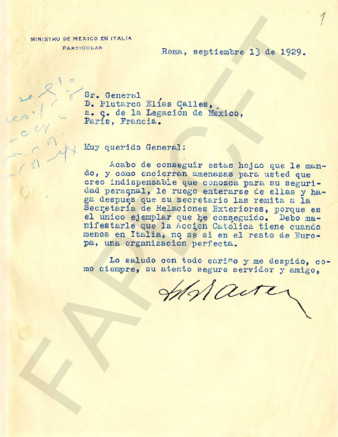 1
MINISTRO DE MEXICO EN ITALIA
PARTICULAR
Roma, septiembre 13 de 1929.
Sr. General
D. Plutarco Elías Calles,
a. q. de la Legación de México,
París, Francia.
Muy querido General:
Acabo de conseguir estas hojas que le man-
do, y como encierran amenazas para usted que
creo indispensable que conozca para su seguri-
dad personal, le ruego enterarse de ellas y ha-
ga después que su secretario las remita a la
Secretaría de Relaciones Exteriores, porque es
el único ejemplar que he conseguido. Debo ma-
nifestarle que la Acción Católica tiene cuando
menos en Italia, no se si en el resto de Euro-
pa, una organización perfecta.
Lo saludo con todo cariño y me despido, co-
mo siempre, su atento seguro servidor y amigo,
FAPECFT